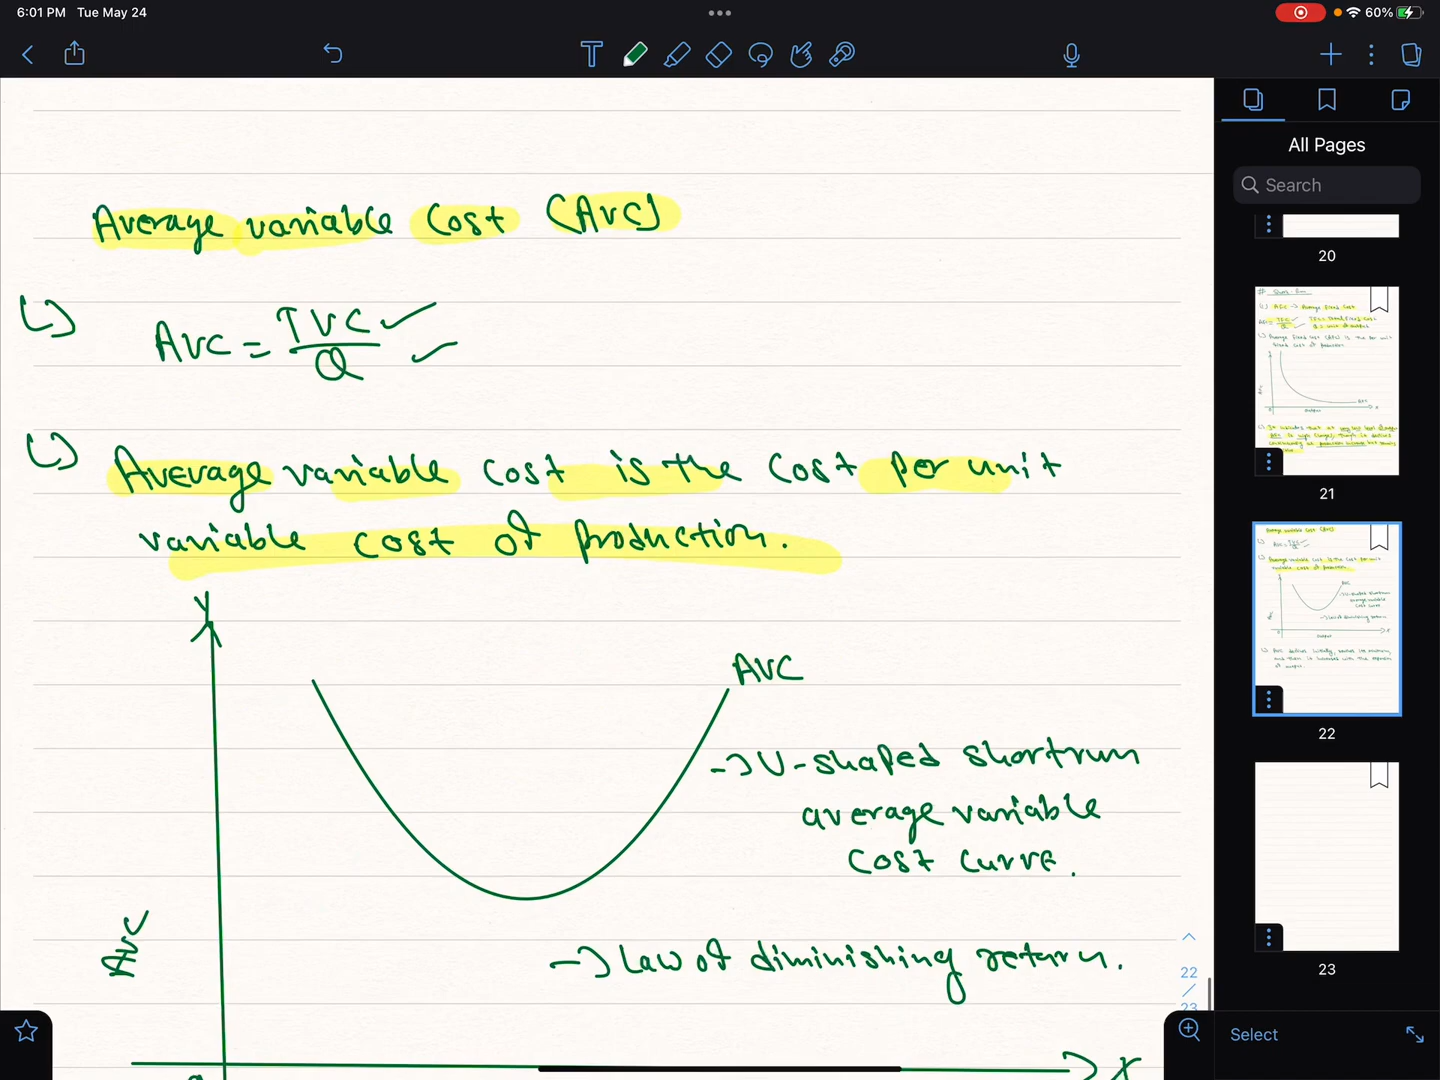 6:01 PM Tue May 24
60%
Average variable Cost (AVC)
AVC = TVC
Q
Average variable cost is the cost per unit
variable cost of production.
Y
AVC
→ U-shaped shortrun
average variable
cost curve.
AVC
→ Law of diminishing return.
X
22
/
23
All Pages
Search
20
21
22
23
Select